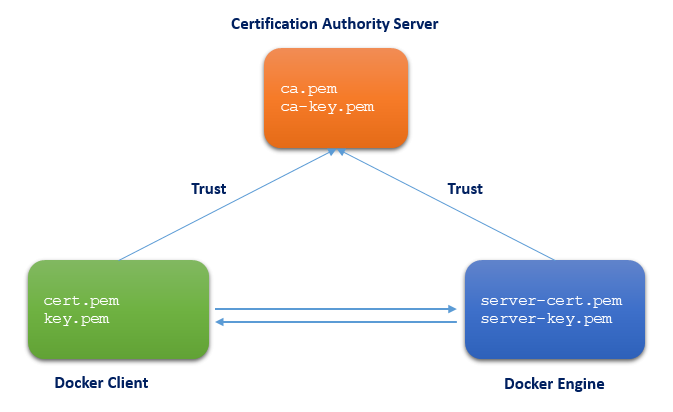 Certification Authority Server
ca.pem
ca-key.pem
Trust
Trust
cert.pem
key.pem
server-cert.pem
server-key.pem
Docker Client
Docker Engine